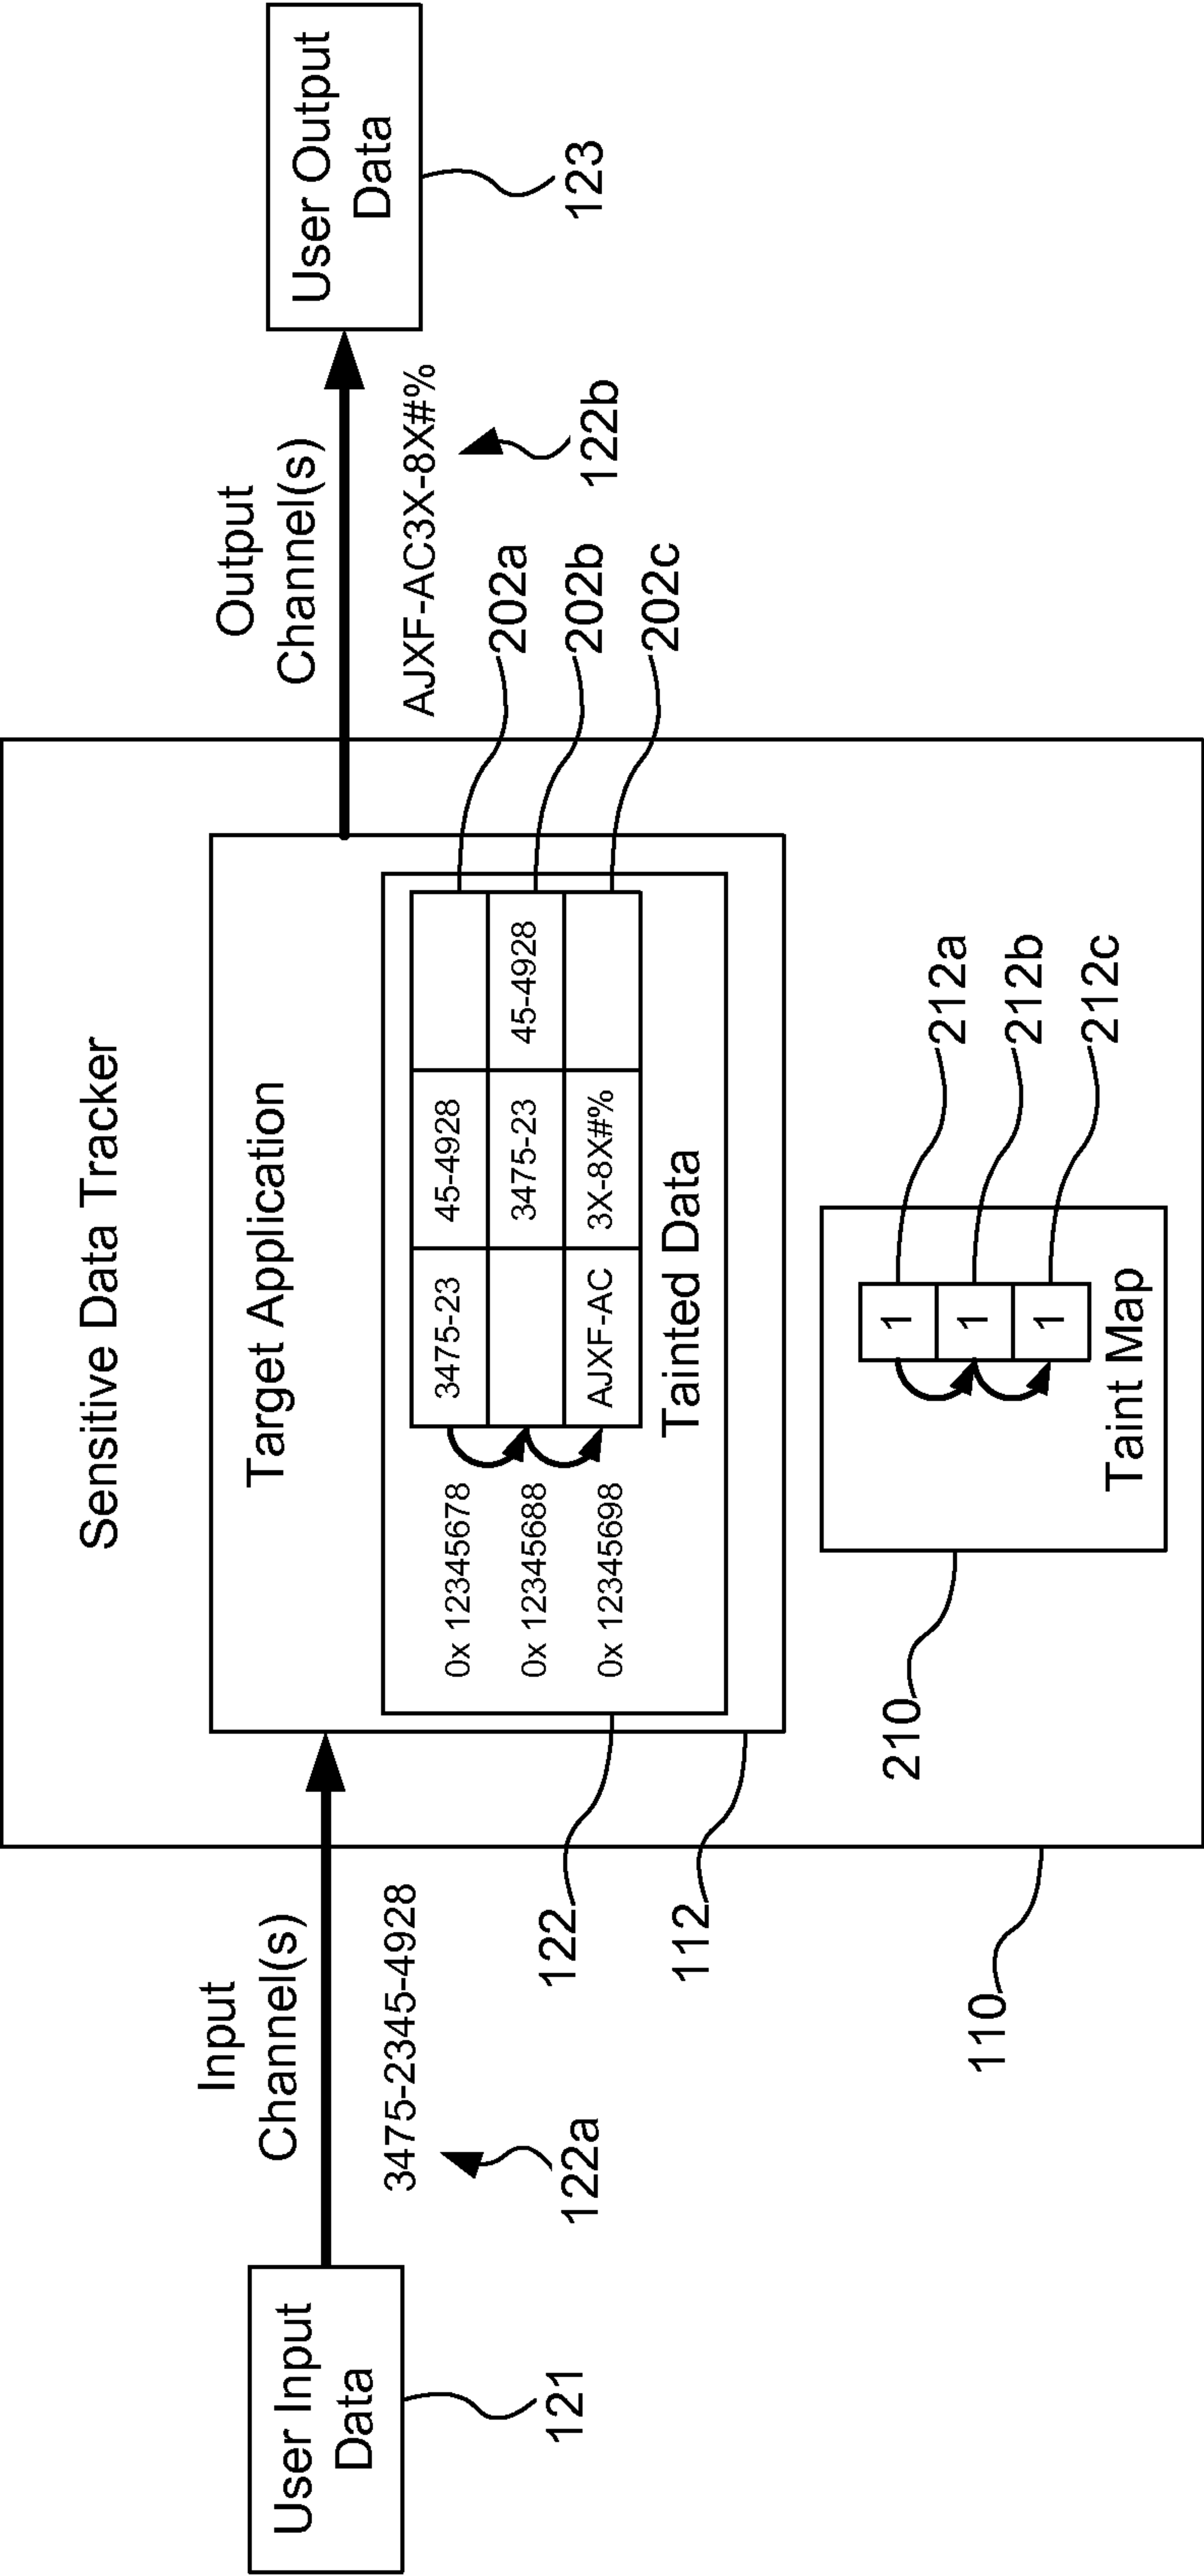 Sensitive Data Tracker
Input
Channel(s)
Target Application
Output
Channel(s)
User Input
Data
User Output
Data
3475-2345-4928
AJXF-AC3X-8X#%
122a
122b
121
123
0x 12345678
3475-23
45-4928
202a
0x 12345688
3475-23
45-4928
202b
0x 12345698
AJXF-AC
3X-8X#%
202c
Tainted Data
122
112
1
212a
1
212b
1
212c
Taint Map
210
110